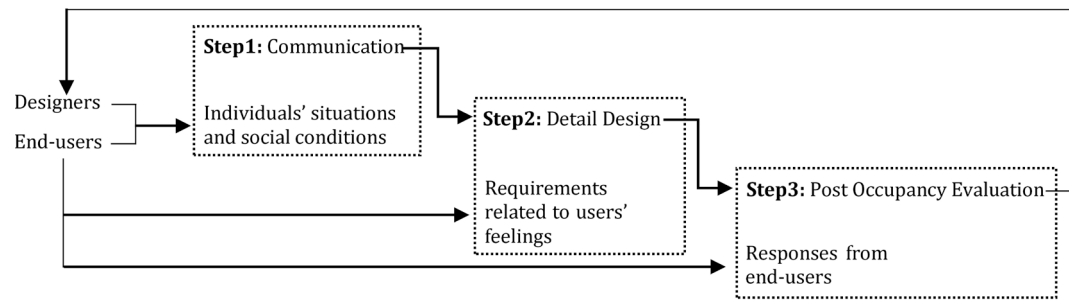 Designers
End-users
Step1: Communication
Individuals’ situations
and social conditions
Step2: Detail Design
Requirements
related to users’
feelings
Step3: Post Occupancy Evaluation
Responses from
end-users